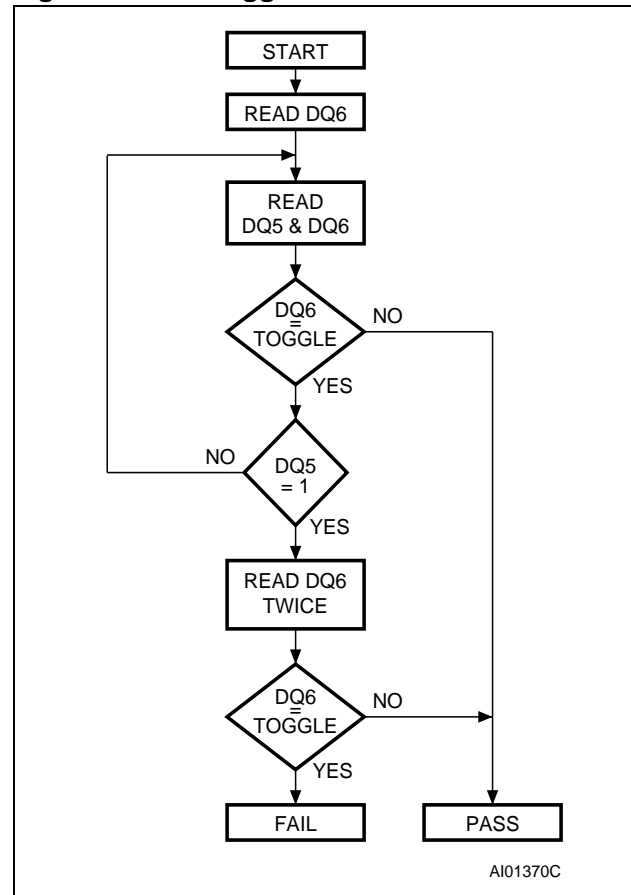 START
READ DQ6
READ
DQ5 & DQ6
DQ6
=
TOGGLE
NO
YES
NO
DQ5
= 1
YES
READ DQ6
TWICE
DQ6
=
TOGGLE
NO
YES
FAIL
PASS
AI01370C